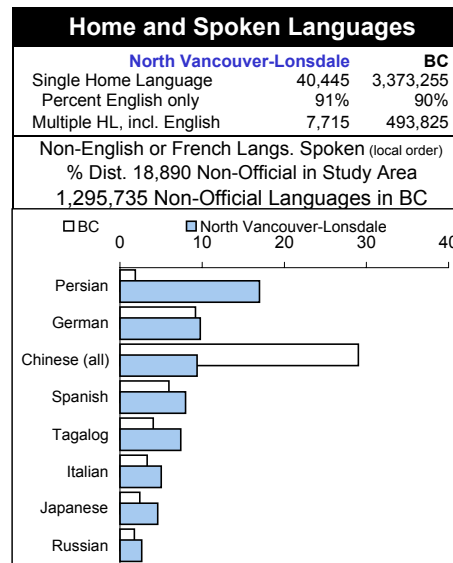 Home and Spoken Languages
North Vancouver-Lonsdale BC
Single Home Language 40,445 3,373,255
Percent English only 91% 90%
Multiple HL, incl. English 7,715 493,825
Non-English or French Langs. Spoken (local order)
% Dist. 18,890 Non-Official in Study Area
1,295,735 Non-Official Languages in BC
BC North Vancouver-Lonsdale
0 10 20 30 40
Persian
German
Chinese (all)
Spanish
Tagalog
Italian
Japanese
Russian